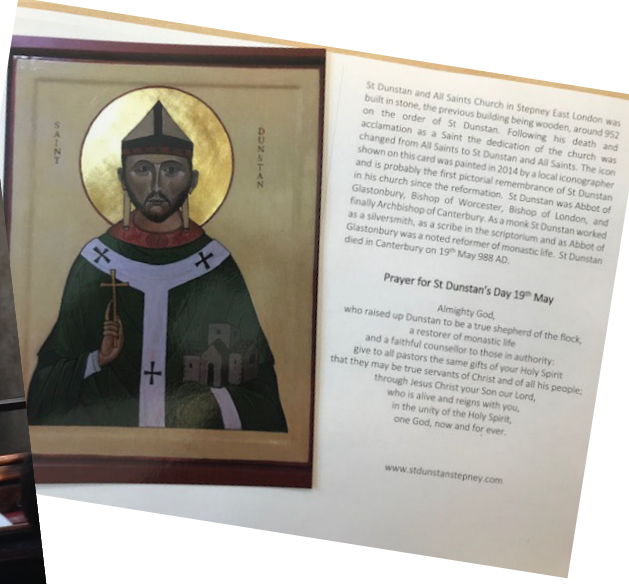 SAINT
DUNSTAN
St Dunstan and All Saints Church in Stepney East London was
built in stone, the previous building being wooden, around 952
on the order of St Dunstan. Following his death and
acclamation as a Saint the dedication of the church was
changed from All Saints to St Dunstan and All Saints. The icon
shown on this card was painted in 2014 by a local iconographer
and is probably the first pictorial remembrance of St Dunstan
in his church since the reformation. St Dunstan was Abbot of
Glastonbury, Bishop of Worcester, Bishop of London, and
finally Archbishop of Canterbury. As a monk St Dunstan worked
as a silversmith, as a scribe in the scriptorium and as Abbot of
Glastonbury was a noted reformer of monastic life. St Dunstan
died in Canterbury on 19th May 988 AD.
Prayer for St Dunstan's Day 19th May
Almighty God,
who raised up Dunstan to be a true shepherd of the flock,
a restorer of monastic life
and a faithful counsellor to those in authority:
give to all pastors the same gifts of your Holy Spirit
that they may be true servants of Christ and of all his people;
through Jesus Christ your Son our Lord,
who is alive and reigns with you,
in the unity of the Holy Spirit,
one God, now and for ever.
www.stdunstanstepney.com